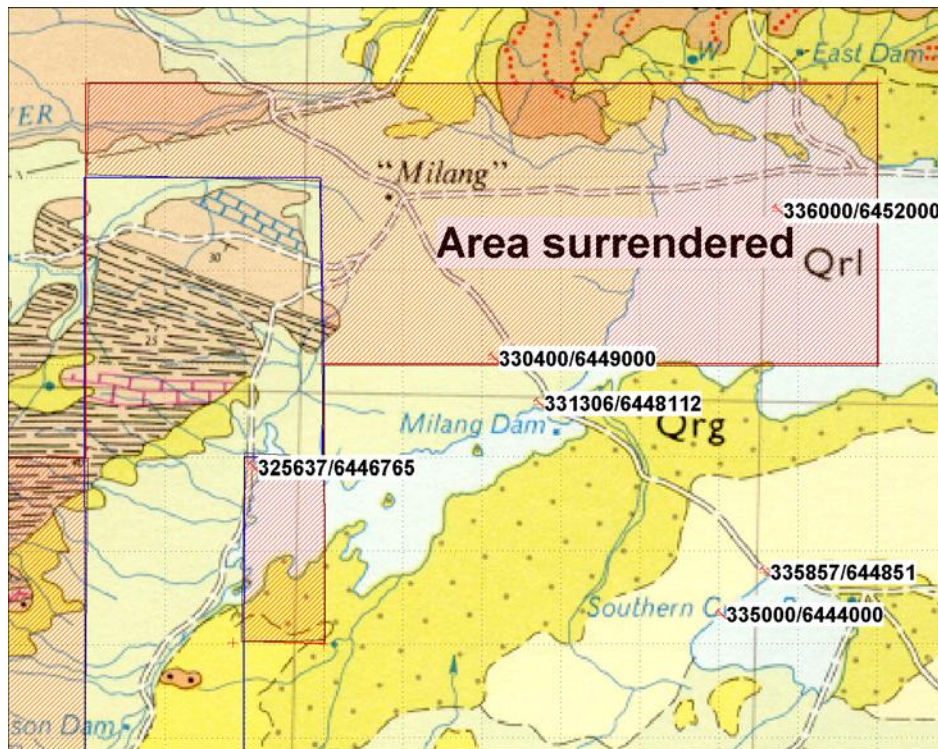 W East Dam
ER
"Milang"
336000/6452000
Area surrendered
Qrl
30
25
330400/6449000
331306/6448112
Milang Dam
Qrg
325637/6446765
335857/644851
Southern C
335000/6444000
son Dam